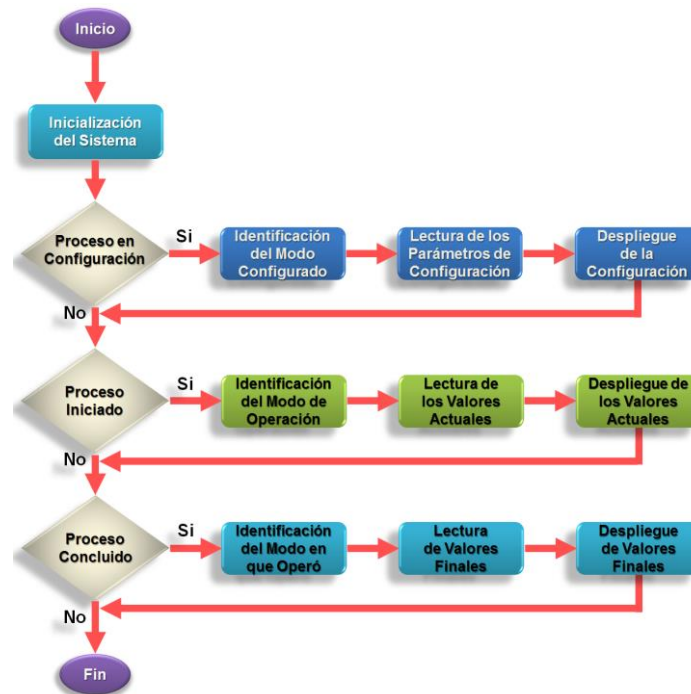 Inicio
Inicialización
del Sistema
Proceso en
Configuración
Si
Identificación
del Modo
Configurado
Lectura de los
Parámetros de
Configuración
Despliegue
de la
Configuración
No
Proceso
Iniciado
Si
Identificación
del Modo de
Operación
Lectura de
los Valores
Actuales
Despliegue de
los Valores
Actuales
No
Proceso
Concluido
Si
Identificación
del Modo en
que Operó
Lectura
de Valores
Finales
Despliegue
de Valores
Finales
No
Fin